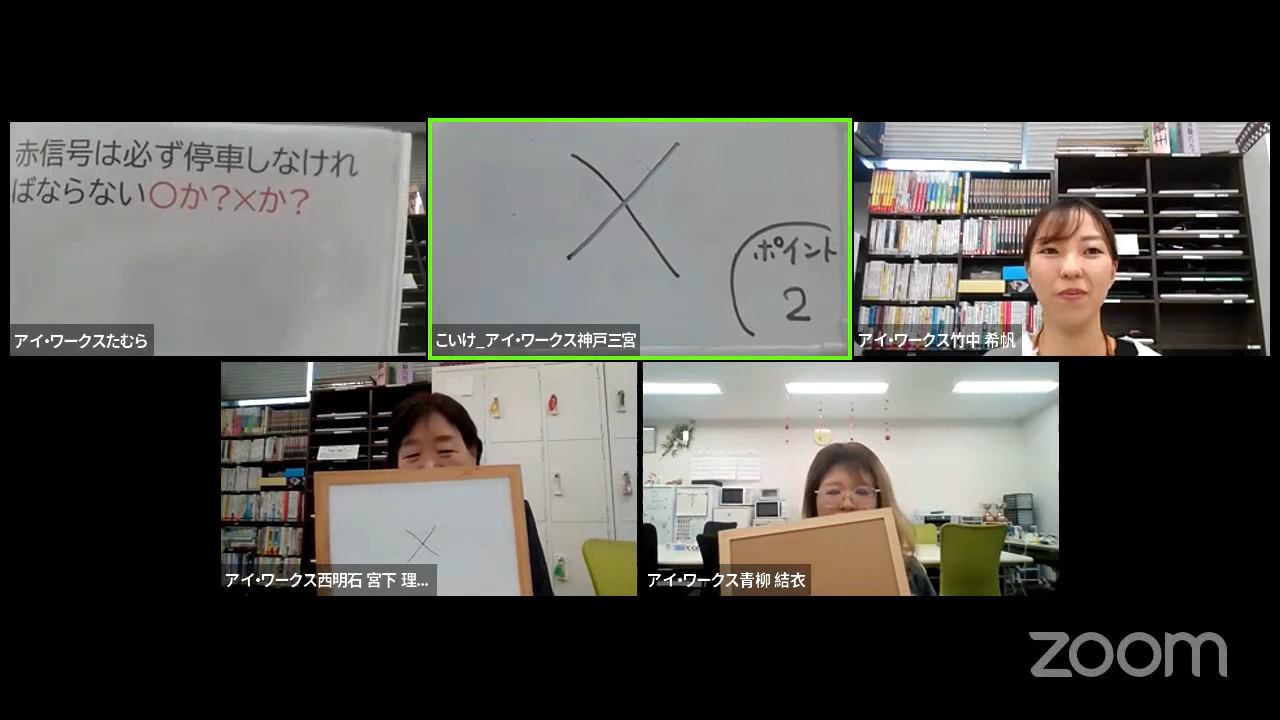 赤信号は必ず停車しなけれ
ばならない〇か?×か?
アイ・ワークスたむら
×
ポイント
2
こいけ_アイ・ワークス神戸三宮
アイ・ワークス竹中 希帆
×
アイ・ワークス西明石 宮下 理...
アイ・ワークス青柳 結衣
zoom